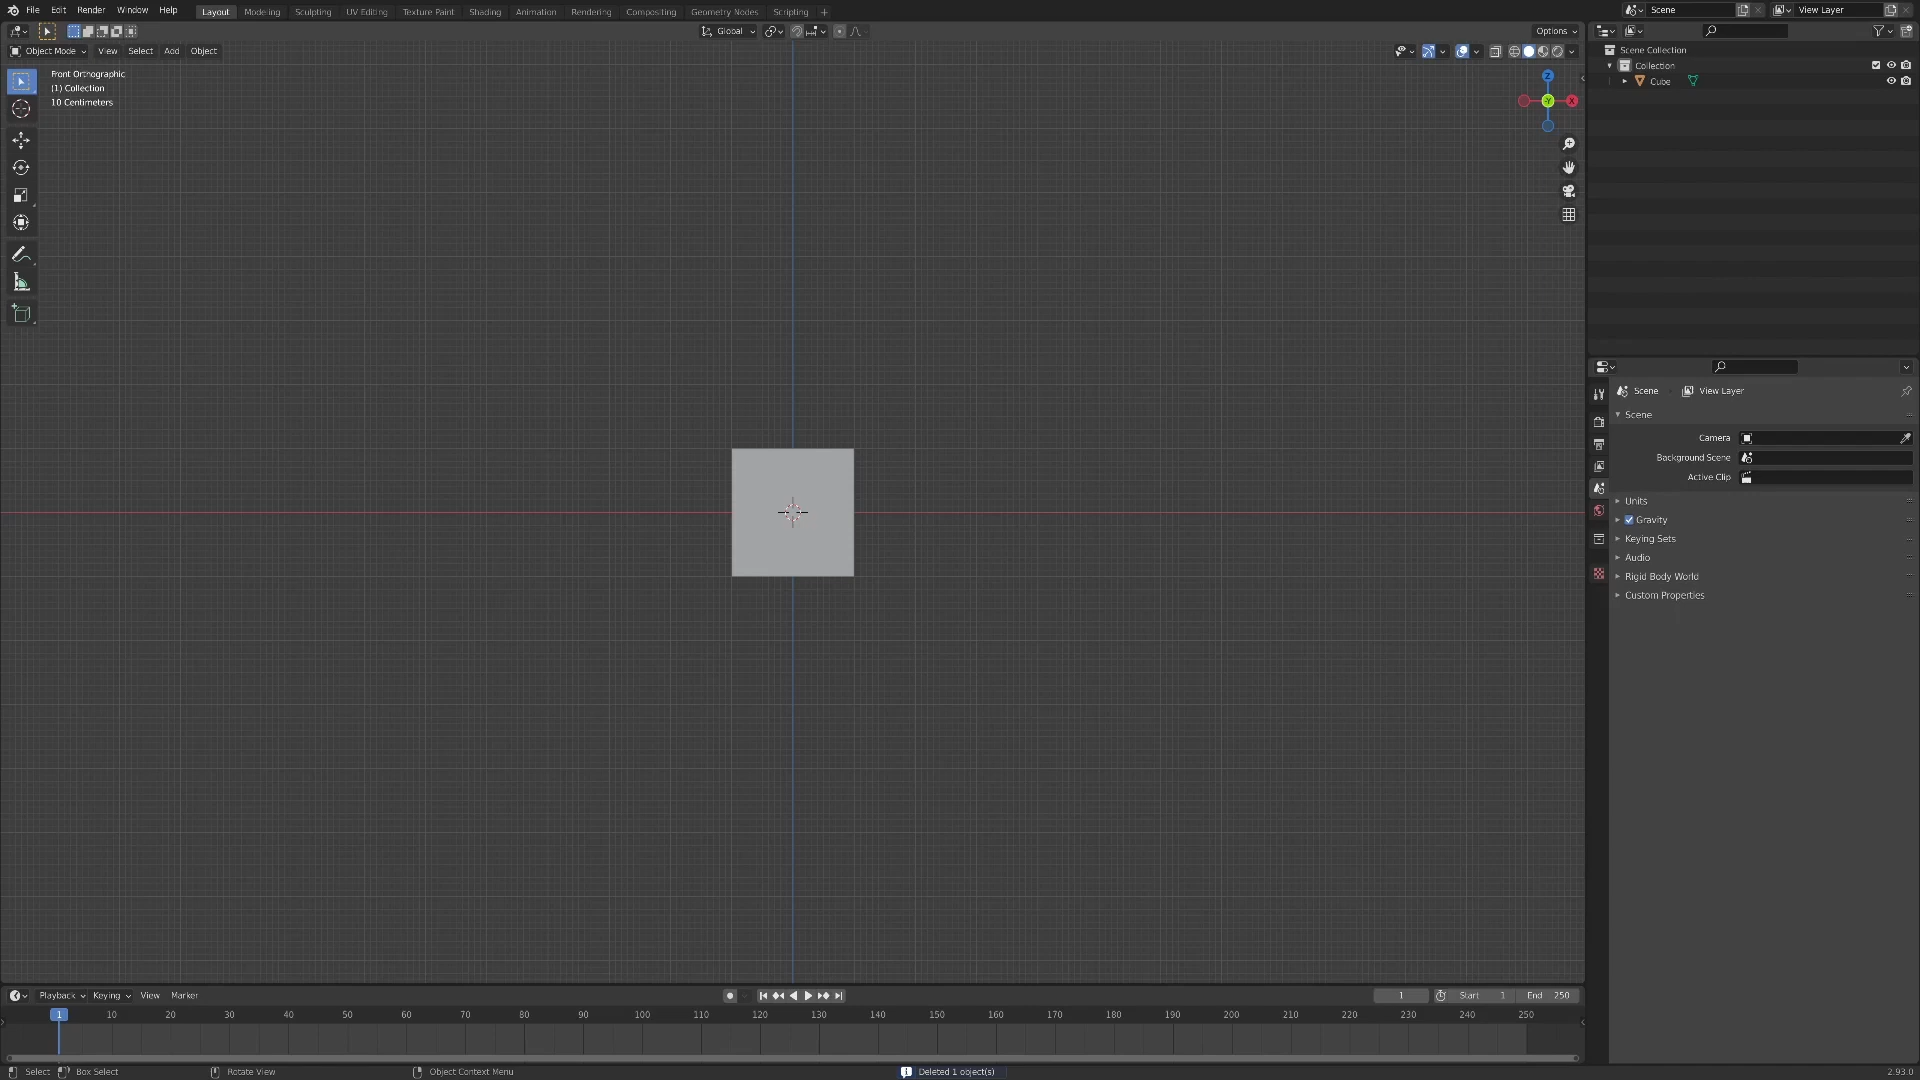 File Edit Render Window Help Layout Modeling Sculpting UV Editing Texture Paint Shading Animation Rendering Compositing Geometry Nodes Scripting + Scene View Layer
Global Options
Object Mode View Select Add Object
Front Orthographic
(1) Collection
10 Centimeters
Z
Y
X
Scene Collection
Collection
Cube
Scene View Layer
Scene
Camera
Background Scene
Active Clip
Units
Gravity
Keying Sets
Audio
Rigid Body World
Custom Properties
Playback Keying View Marker 1 Start 1 End 250
1 10 20 30 40 50 60 70 80 90 100 110 120 130 140 150 160 170 180 190 200 210 220 230 240 250
Select Box Select Rotate View Object Context Menu Deleted 1 object(s) 2.93.0